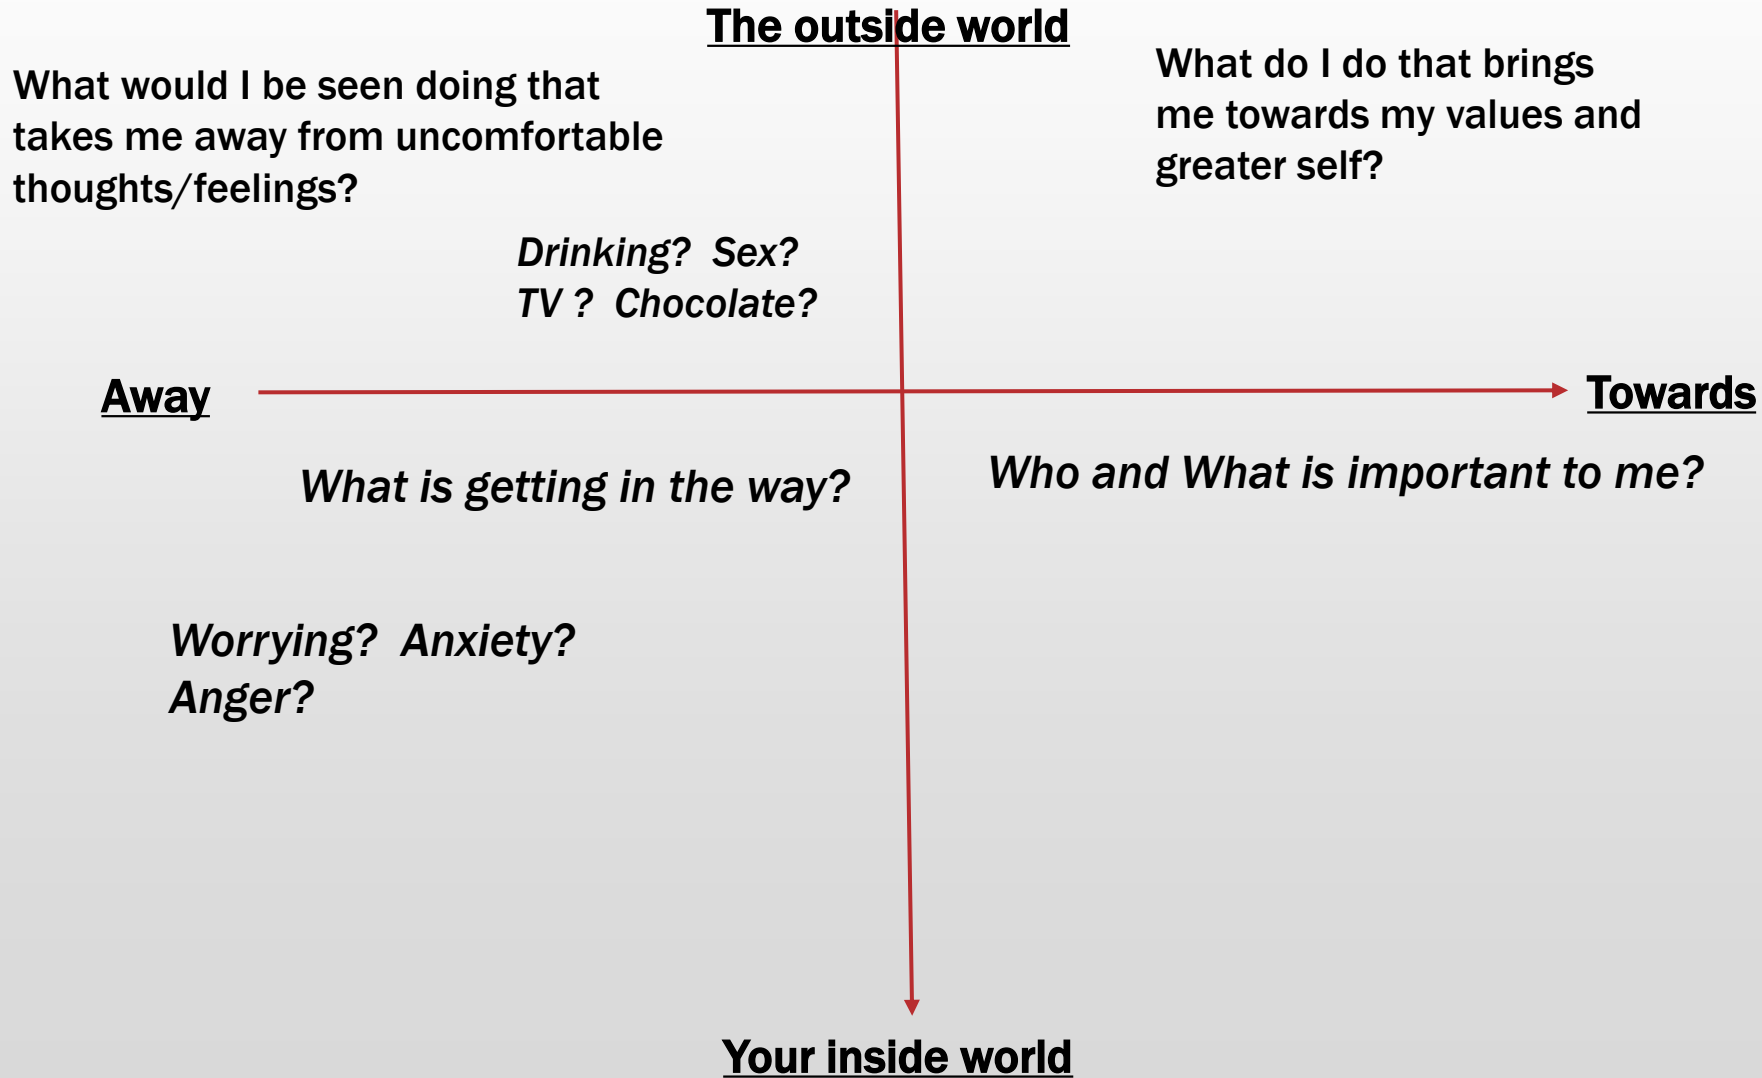 The outside world
What would I be seen doing that
takes me away from uncomfortable
thoughts/feelings?
What do I do that brings
me towards my values and
greater self?
Drinking?  Sex?
TV ?  Chocolate?
Away
Towards
What is getting in the way?
Who and What is important to me?
Worrying?  Anxiety?
Anger?
Your inside world